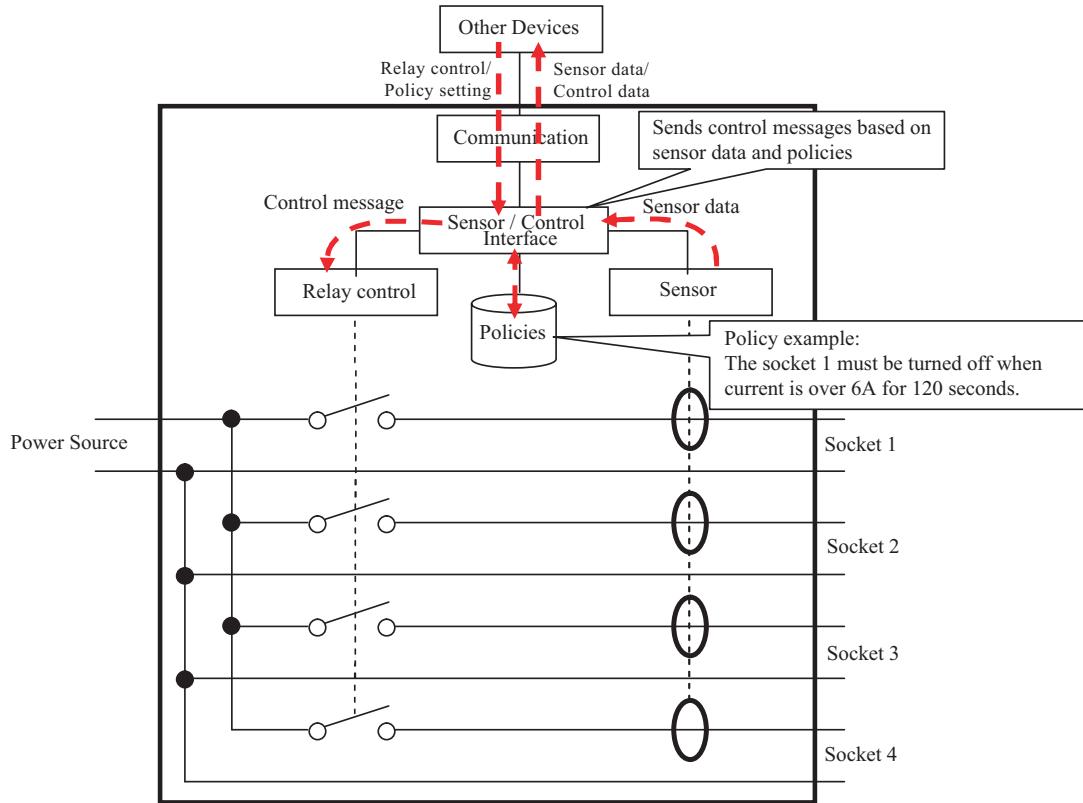 Other Devices
Relay control/
Policy setting
Sensor data/
Control data
Communication
Sends control messages based on
sensor data and policies
Control message
Sensor / Control
Interface
Sensor data
Relay control
Sensor
Policies
Policy example:
The socket 1 must be turned off when
current is over 6A for 120 seconds.
Power Source
Socket 1
Socket 2
Socket 3
Socket 4